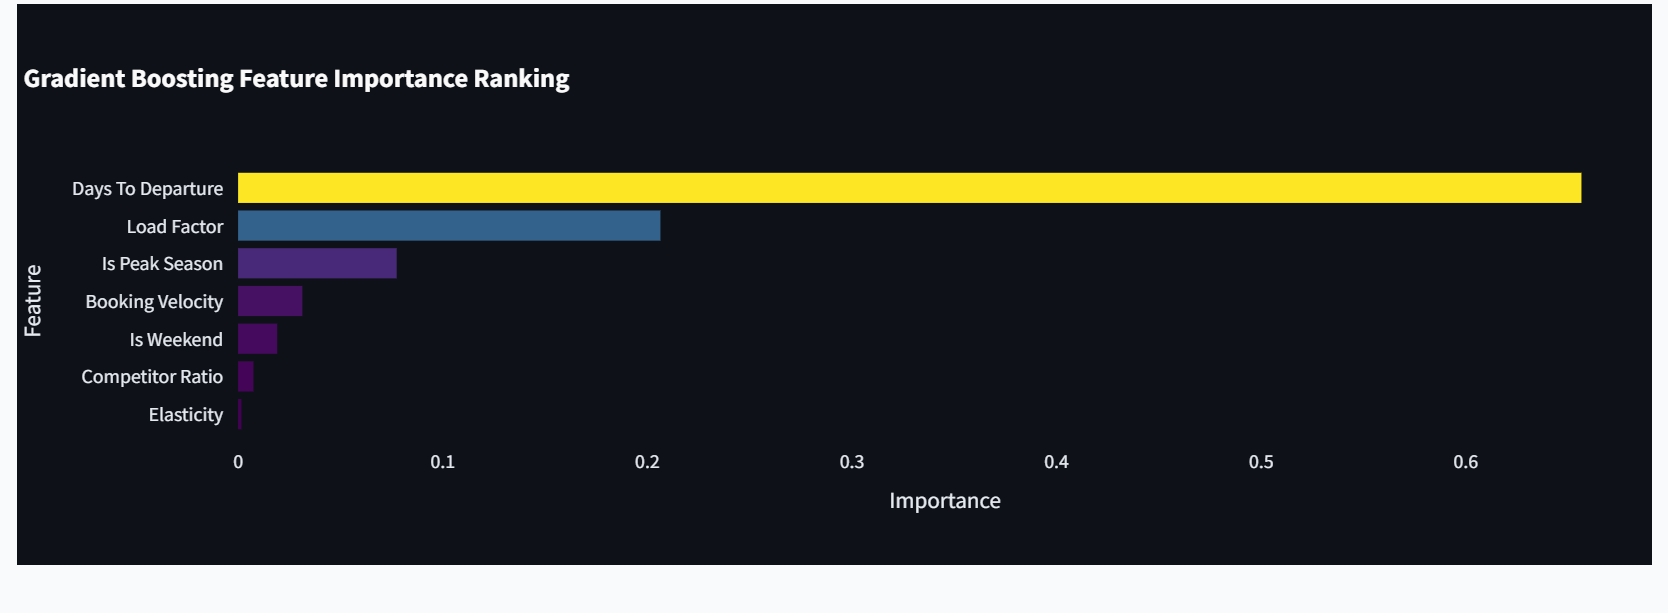 Gradient Boosting Feature Importance Ranking
Feature
Days To Departure
Load Factor
Is Peak Season
Booking Velocity
Is Weekend
Competitor Ratio
Elasticity
0 0.1 0.2 0.3 0.4 0.5 0.6
Importance